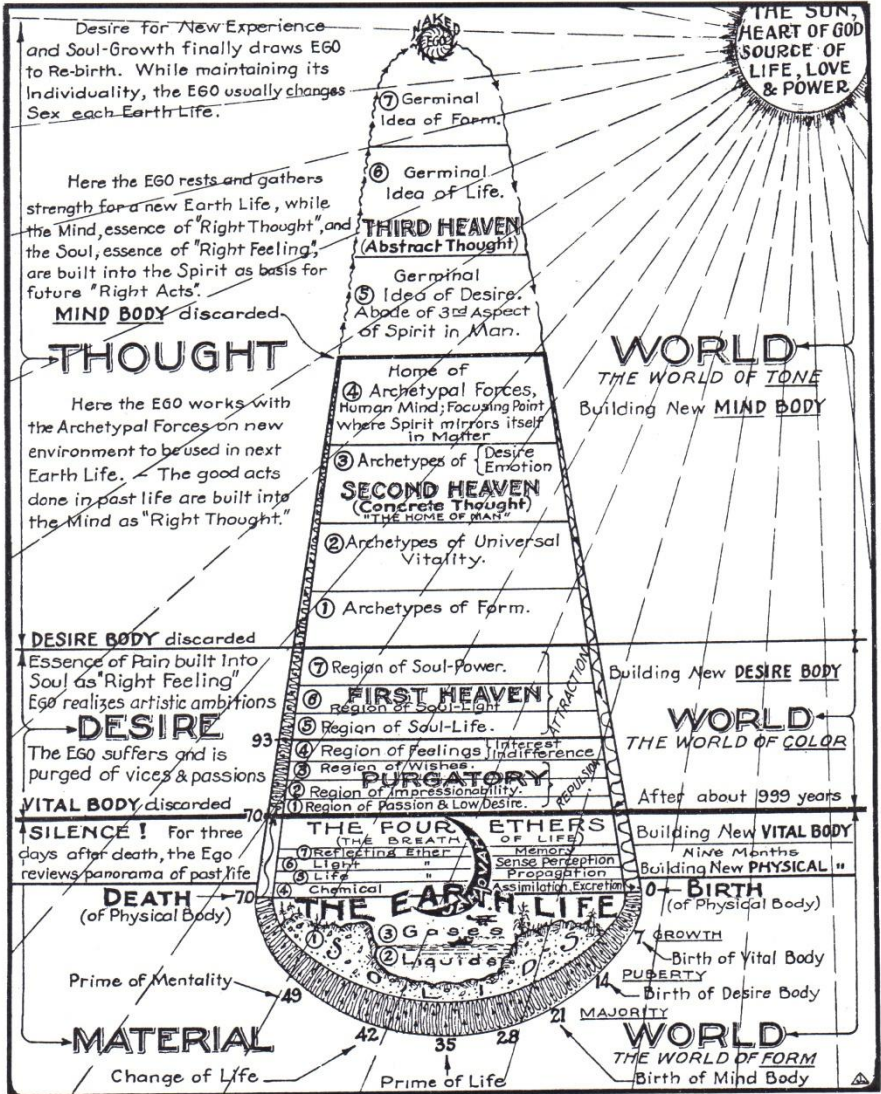 NAKED
EGO
THE SUN,
HEART OF GOD
SOURCE OF
LIFE, LOVE
& POWER
Desire for New Experience
and Soul-Growth finally draws EGO
to Re-birth. While maintaining its
Individuality, the EGO usually changes
Sex each Earth Life.
⑦ Germinal
Idea of Form.
⑥ Germinal
Idea of Life.
THIRD HEAVEN
(Abstract Thought)
Here the EGO rests and gathers
strength for a new Earth Life, while
the Mind, essence of "Right Thought", and
the Soul, essence of "Right Feeling",
are built into the Spirit as basis for
future "Right Acts".
Germinal
⑤ Idea of Desire.
Abode of 3rd Aspect
of Spirit in Man.
MIND BODY discarded
THOUGHT
WORLD
THE WORLD OF TONE
Building New MIND BODY
Home of
④ Archetypal Forces,
Human Mind; Focusing Point
where Spirit mirrors itself
in Matter
Here the EGO works with
the Archetypal Forces on new
environment to be used in next
Earth Life. – The good acts
done in past life are built into
the Mind as "Right Thought."
③ Archetypes of { Desire
Emotion
SECOND HEAVEN
(Concrete Thought)
"THE HOME OF MAN"
② Archetypes of Universal
Vitality.
① Archetypes of Form.
DESIRE BODY discarded
Essence of Pain built into
Soul as "Right Feeling"
EGO realizes artistic ambitions
DESIRE
The EGO suffers and is
purged of vices & passions
VITAL BODY discarded
⑦ Region of Soul-Power.
⑥ FIRST HEAVEN
Region of Soul-Light
⑤ Region of Soul-Life.
ATTRACTION
93
④ Region of Feelings { Interest
Indifference
③ Region of Wishes.
PURGATORY
② Region of Impressionability.
① Region of Passion & Low Desire.
REPULSION
70
Building New DESIRE BODY
WORLD
THE WORLD OF COLOR
After about 999 years
SILENCE! For three
days after death, the Ego
reviews panorama of past life
THE FOUR ETHERS
(THE BREATH OF LIFE)
⑦ Reflecting Ether Memory
⑥ Light " Sense Perception
⑤ Life " Propagation
④ Chemical Assimilation, Excretion
JEHOVAH
Building New VITAL BODY
Nine Months
Building New PHYSICAL "
DEATH 70
(of Physical Body)
THE EARTH LIFE
0 BIRTH
(of Physical Body)
① SOLIDS
③ Gases
② Liquids
7 GROWTH
Birth of Vital Body
14 PUBERTY
Birth of Desire Body
21 MAJORITY
Prime of Mentality
49
42
35
28
MATERIAL
WORLD
THE WORLD OF FORM
Change of Life
Prime of Life
Birth of Mind Body